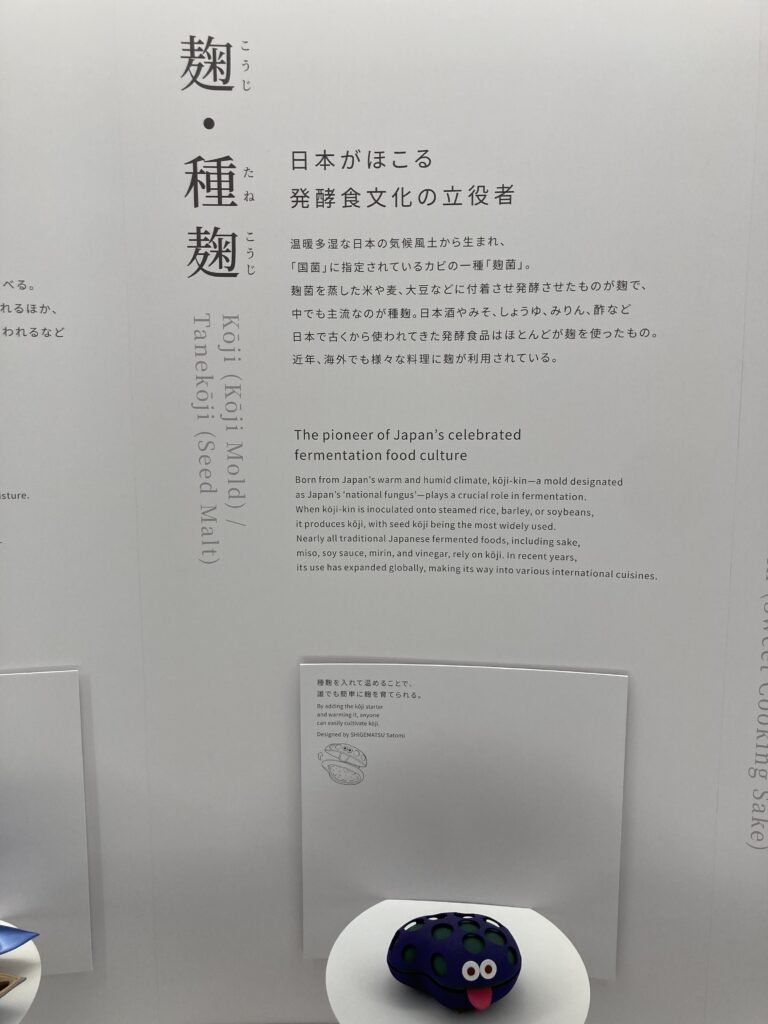 麹・種麹
こうじ
たね
こうじ
Kōji (Kōji Mold) /
Tanekōji (Seed Malt)
日本がほこる
発酵食文化の立役者
温暖多湿な日本の気候風土から生まれ、
「国菌」に指定されているカビの一種「麹菌」。
麹菌を蒸した米や麦、大豆などに付着させ発酵させたものが麹で、
中でも主流なのが種麹。日本酒やみそ、しょうゆ、みりん、酢など
日本で古くから使われてきた発酵食品はほとんどが麹を使ったもの。
近年、海外でも様々な料理に麹が利用されている。
The pioneer of Japan's celebrated
fermentation food culture
Born from Japan's warm and humid climate, kōji-kin—a mold designated
as Japan's 'national fungus'—plays a crucial role in fermentation.
When kōji-kin is inoculated onto steamed rice, barley, or soybeans,
it produces kōji, with seed kōji being the most widely used.
Nearly all traditional Japanese fermented foods, including sake,
miso, soy sauce, mirin, and vinegar, rely on kōji. In recent years,
its use has expanded globally, making its way into various international cuisines.
種麹を入れて温めることで、
誰でも簡単に麹を育てられる。
By adding the kōji starter
and warming it, anyone
can easily cultivate kōji.
Designed by SHIGEMATSU Satomi
べる。
れるほか、
われるなど
sture.
(Sweet Cooking Sake)